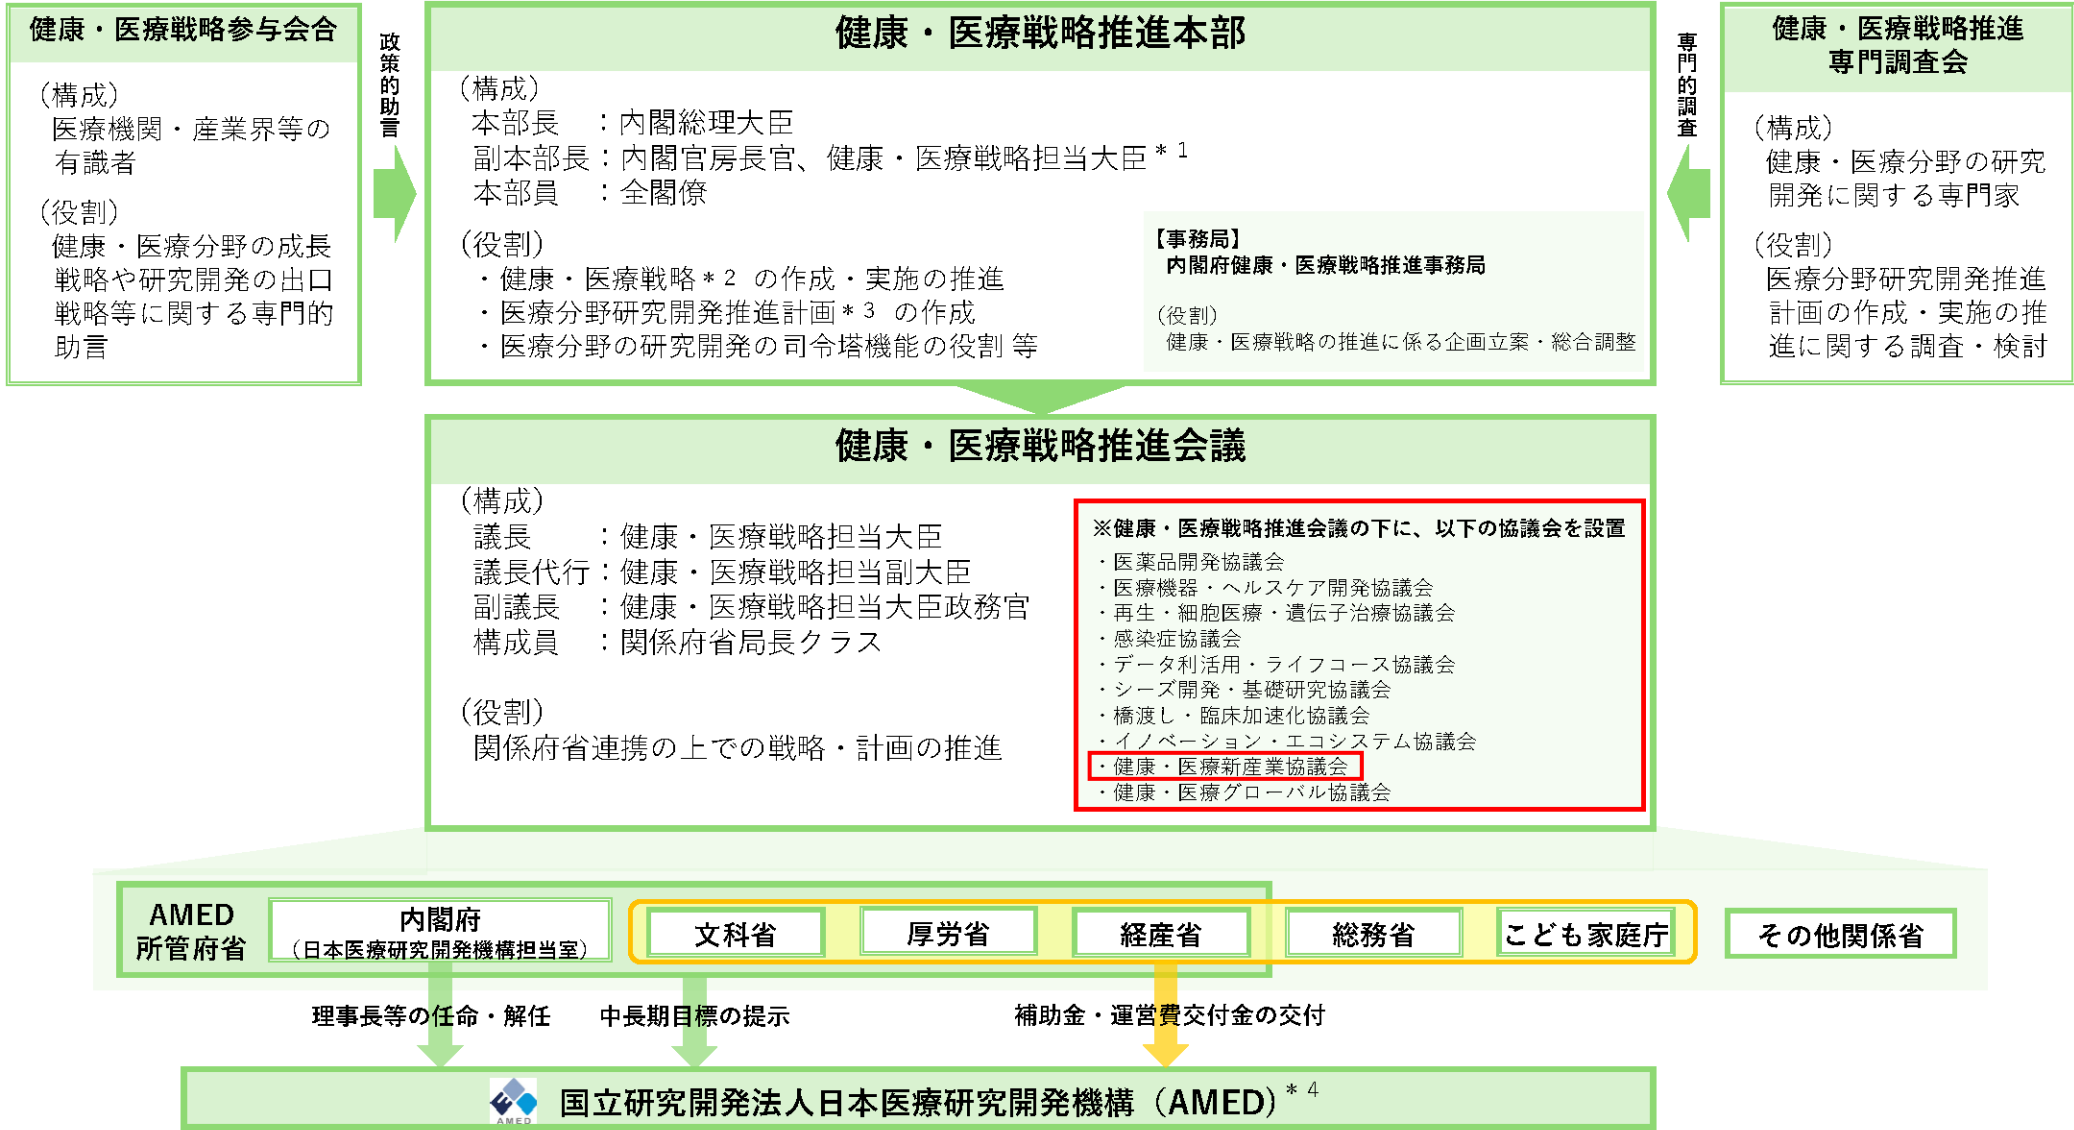 健康・医療戦略参与会合
(構成)
医療機関・産業界等の
有識者
(役割)
健康・医療分野の成長
戦略や研究開発の出口
戦略等に関する専門的
助言
政策的助言
健康・医療戦略推進本部
(構成)
本部長　：内閣総理大臣
副本部長：内閣官房長官、健康・医療戦略担当大臣*1
本部員　：全閣僚
(役割)
・健康・医療戦略*2 の作成・実施の推進
・医療分野研究開発推進計画*3 の作成
・医療分野の研究開発の司令塔機能の役割 等
【事務局】
内閣府健康・医療戦略推進事務局
(役割)
健康・医療戦略の推進に係る企画立案・総合調整
専門的調査
健康・医療戦略推進
専門調査会
(構成)
健康・医療分野の研究
開発に関する専門家
(役割)
医療分野研究開発推進
計画の作成・実施の推
進に関する調査・検討
健康・医療戦略推進会議
(構成)
議長　　：健康・医療戦略担当大臣
議長代行：健康・医療戦略担当副大臣
副議長　：健康・医療戦略担当大臣政務官
構成員　：関係府省局長クラス
(役割)
関係府省連携の上での戦略・計画の推進
※健康・医療戦略推進会議の下に、以下の協議会を設置
・医薬品開発協議会
・医療機器・ヘルスケア開発協議会
・再生・細胞医療・遺伝子治療協議会
・感染症協議会
・データ利活用・ライフコース協議会
・シーズ開発・基礎研究協議会
・橋渡し・臨床加速化協議会
・イノベーション・エコシステム協議会
・健康・医療新産業協議会
・健康・医療グローバル協議会
AMED
所管府省
内閣府
(日本医療研究開発機構担当室)
文科省
厚労省
経産省
総務省
こども家庭庁
その他関係省
理事長等の任命・解任
中長期目標の提示
補助金・運営費交付金の交付
AMED
国立研究開発法人日本医療研究開発機構（AMED)*4